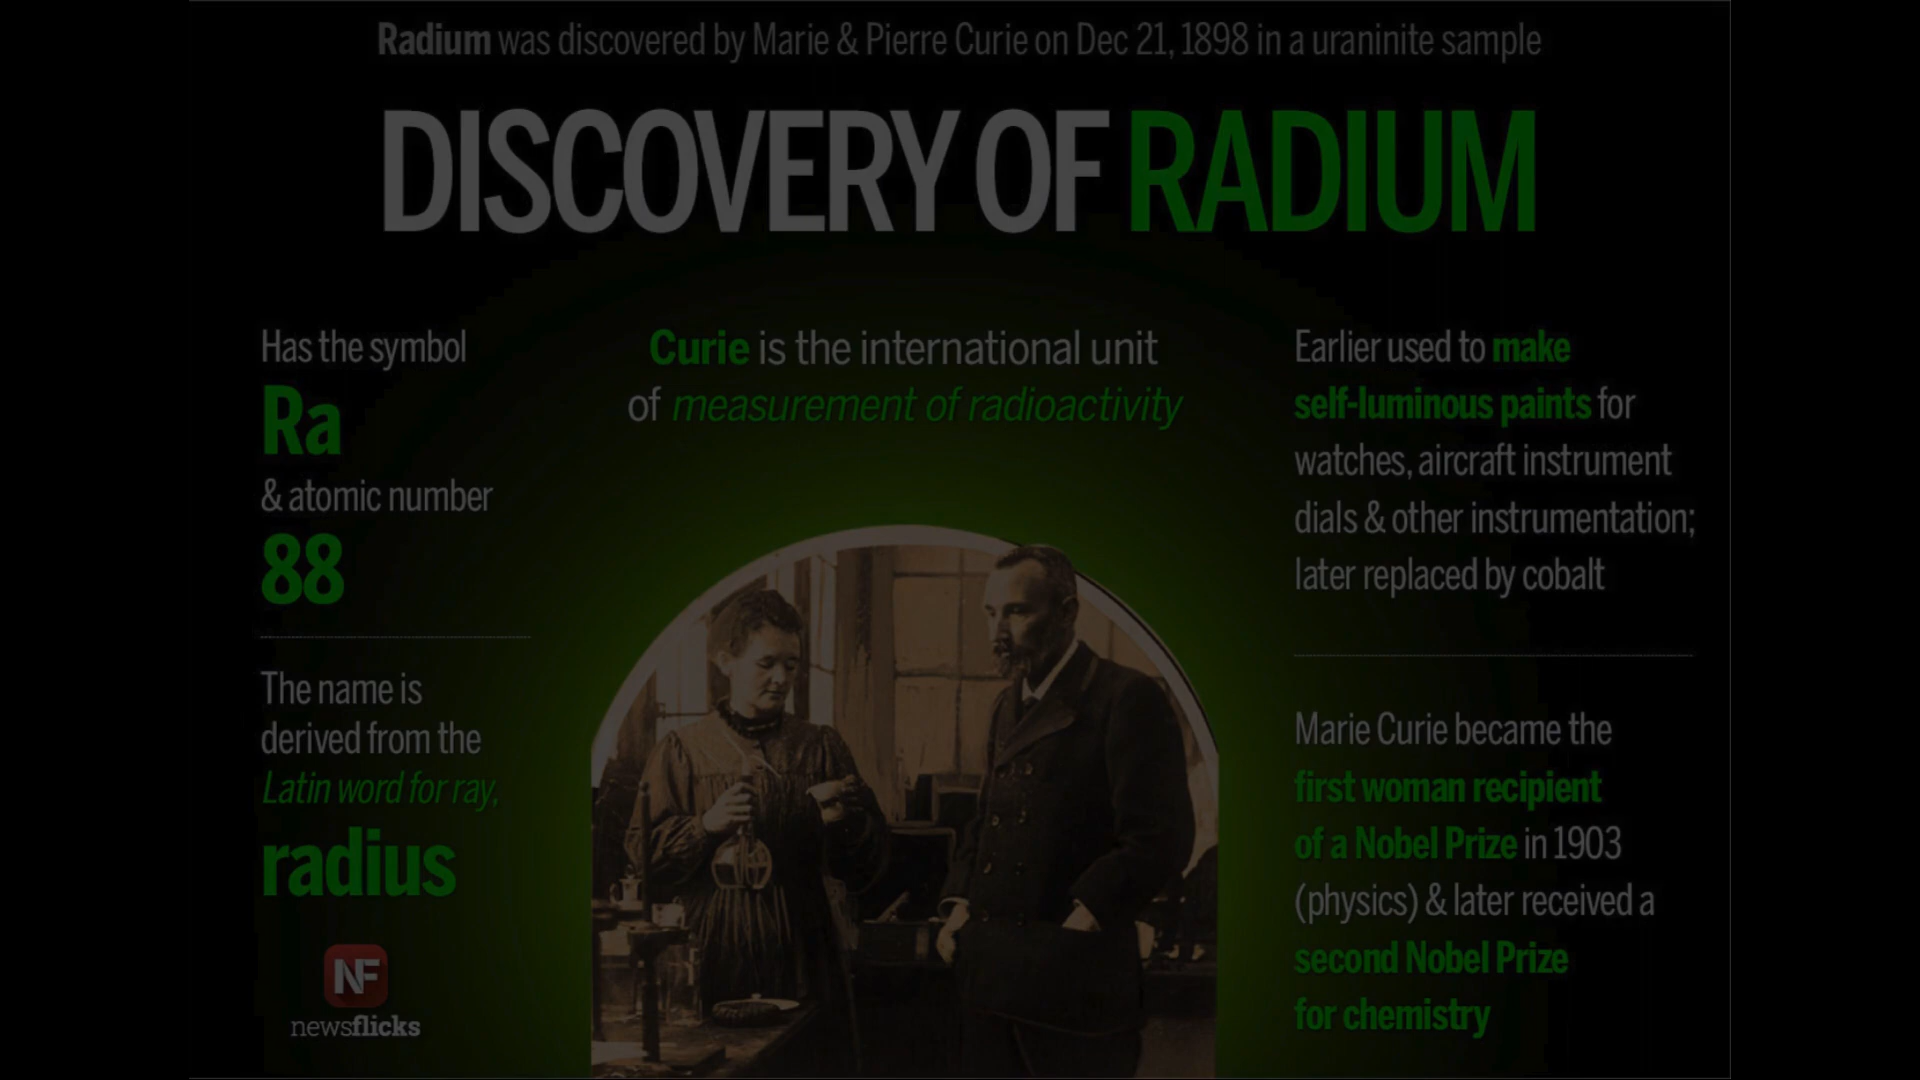 Radium was discovered by Marie & Pierre Curie on Dec 21, 1898 in a uraninite sample
DISCOVERY OF RADIUM
Has the symbol
Ra
& atomic number
88
The name is
derived from the
Latin word for ray,
radius
NF
newsflicks
Curie is the international unit
of measurement of radioactivity
Earlier used to make
self-luminous paints for
watches, aircraft instrument
dials & other instrumentation;
later replaced by cobalt
Marie Curie became the
first woman recipient
of a Nobel Prize in 1903
(physics) & later received a
second Nobel Prize
for chemistry